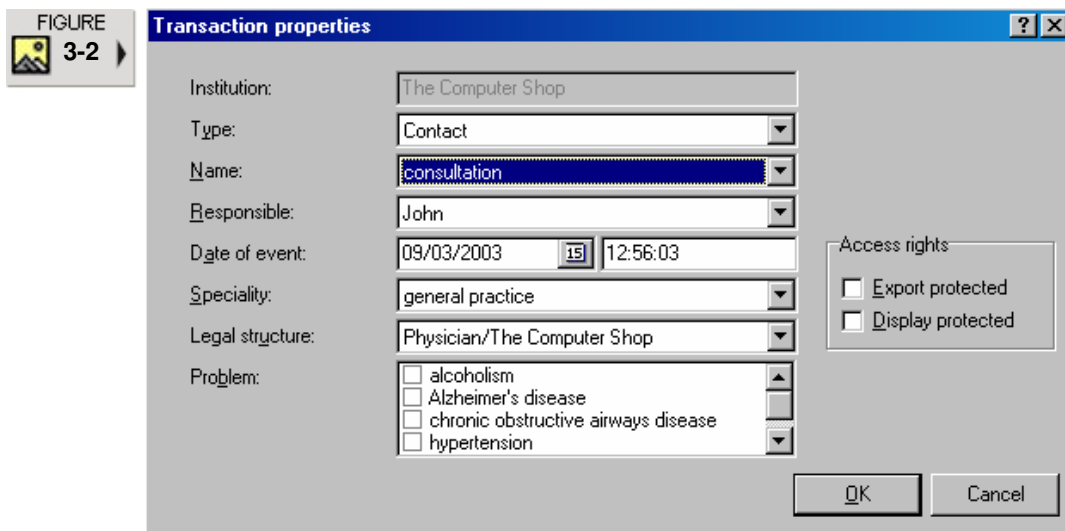 FIGURE
3-2
Transaction properties
Institution: The Computer Shop
Type: Contact
Name: consultation
Responsible: John
Date of event: 09/03/2003 15 12:56:03
Speciality: general practice
Legal structure: Physician/The Computer Shop
Problem: alcoholism
Alzheimer's disease
chronic obstructive airways disease
hypertension
Access rights
Export protected
Display protected
OK Cancel